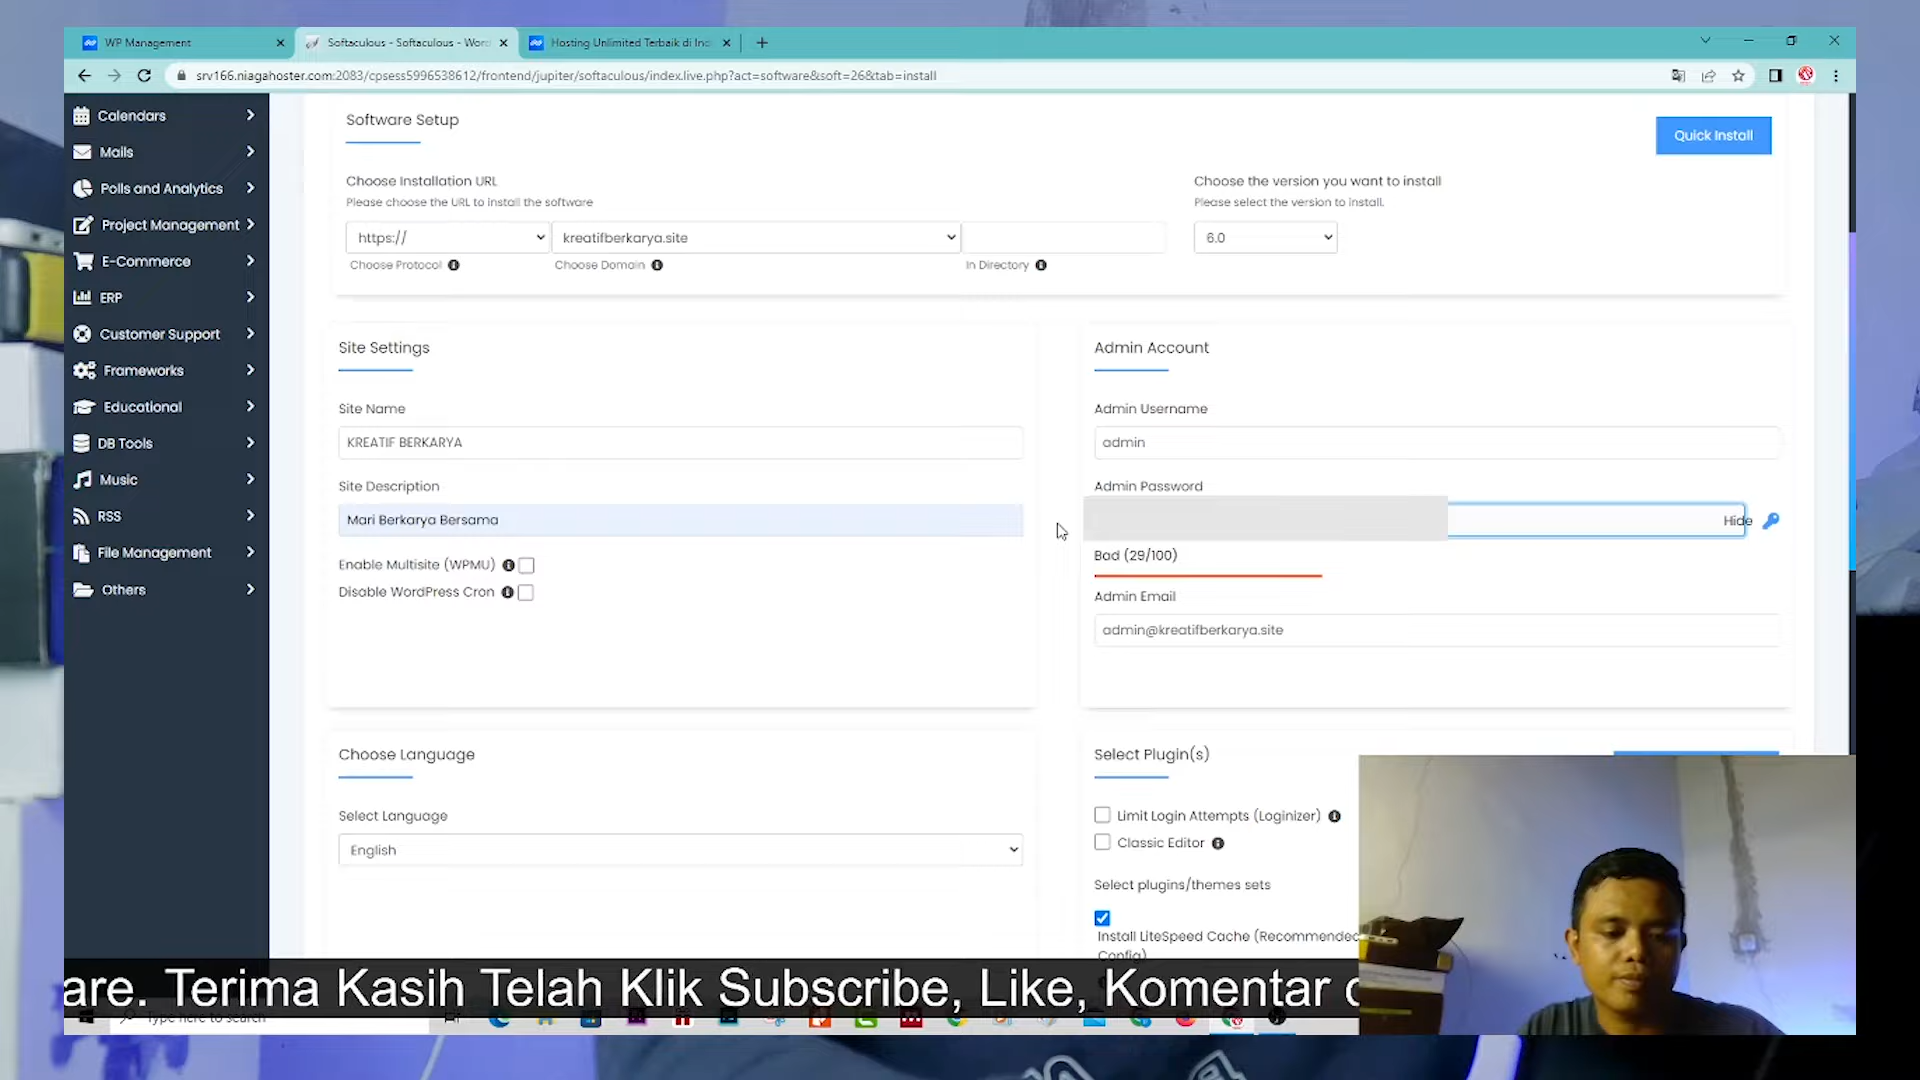 WP Management
Softaculous - Softaculous - Wor
Hosting Unlimited Terbaik di In
srv166.niagahoster.com:2083/cpsess5996538612/frontend/jupiter/softaculous/index.live.php?act=software&soft=26&tab=install
Calendars
Mails
Polls and Analytics
Project Management
E-Commerce
ERP
Customer Support
Frameworks
Educational
DB Tools
Music
RSS
File Management
Others
Software Setup
Quick Install
Choose Installation URL
Please choose the URL to install the software
https://
kreatifberkarya.site
Choose Protocol
Choose Domain
In Directory
Choose the version you want to install
Please select the version to install.
6.0
Site Settings
Site Name
KREATIF BERKARYA
Site Description
Mari Berkarya Bersama
Enable Multisite (WPMU)
Disable WordPress Cron
Admin Account
Admin Username
admin
Admin Password
Hide
Bad (29/100)
Admin Email
admin@kreatifberkarya.site
Choose Language
Select Language
English
Select Plugin(s)
Limit Login Attempts (Loginizer)
Classic Editor
Select plugins/themes sets
Install LiteSpeed Cache (Recommended
Config)
are. Terima Kasih Telah Klik Subscribe, Like, Komentar
Type here to search